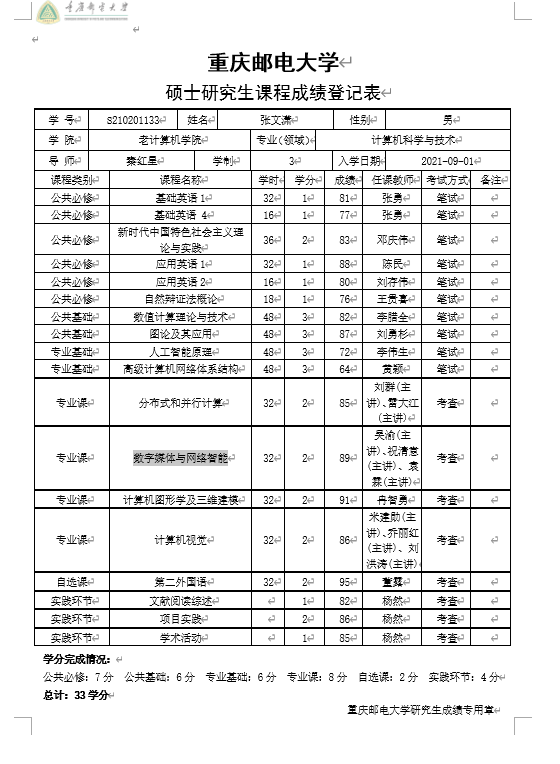 重庆邮电大学
重庆邮电大学
硕士研究生课程成绩登记表
学 号 S210201133 姓名 张文潇 性别 男
学 院 老计算机学院 专业(领域) 计算机科学与技术
导 师 秦红星 学制 3 入学日期 2021-09-01
课程类别 课程名称 学时 学分 成绩 任课教师 考试方式 备注
公共必修 基础英语1 32 1 81 张勇 笔试
公共必修 基础英语 4 16 1 77 张勇 笔试
公共必修 新时代中国特色社会主义理论与实践 36 2 83 邓庆伟 笔试
公共必修 应用英语1 32 1 88 陈民 笔试
公共必修 应用英语2 16 1 80 刘存伟 笔试
公共必修 自然辩证法概论 18 1 76 王贵喜 笔试
公共基础 数值计算理论与技术 48 3 82 李腊全 笔试
公共基础 图论及其应用 48 3 87 刘勇杉 笔试
专业基础 人工智能原理 48 3 72 李伟生 笔试
专业基础 高级计算机网络体系结构 48 3 64 黄颖 笔试
专业课 分布式和并行计算 32 2 85 刘群(主讲)、雷大江(主讲) 考查
专业课 数字媒体与网络智能 32 2 89 吴渝(主讲)、祝清意(主讲)、袁霖(主讲) 考查
专业课 计算机图形学及三维建模 32 2 91 冉智勇 考查
专业课 计算机视觉 32 2 86 米建勋(主讲)、乔丽红(主讲)、刘洪涛(主讲) 考查
自选课 第二外国语 32 2 95 董霞 考查
实践环节 文献阅读综述 1 82 杨然 考查
实践环节 项目实践 2 86 杨然 考查
实践环节 学术活动 1 85 杨然 考查
学分完成情况：
公共必修：7分 公共基础：6分 专业基础：6分 专业课：8分 自选课：2分 实践环节：4分
总计：33学分
重庆邮电大学研究生成绩专用章